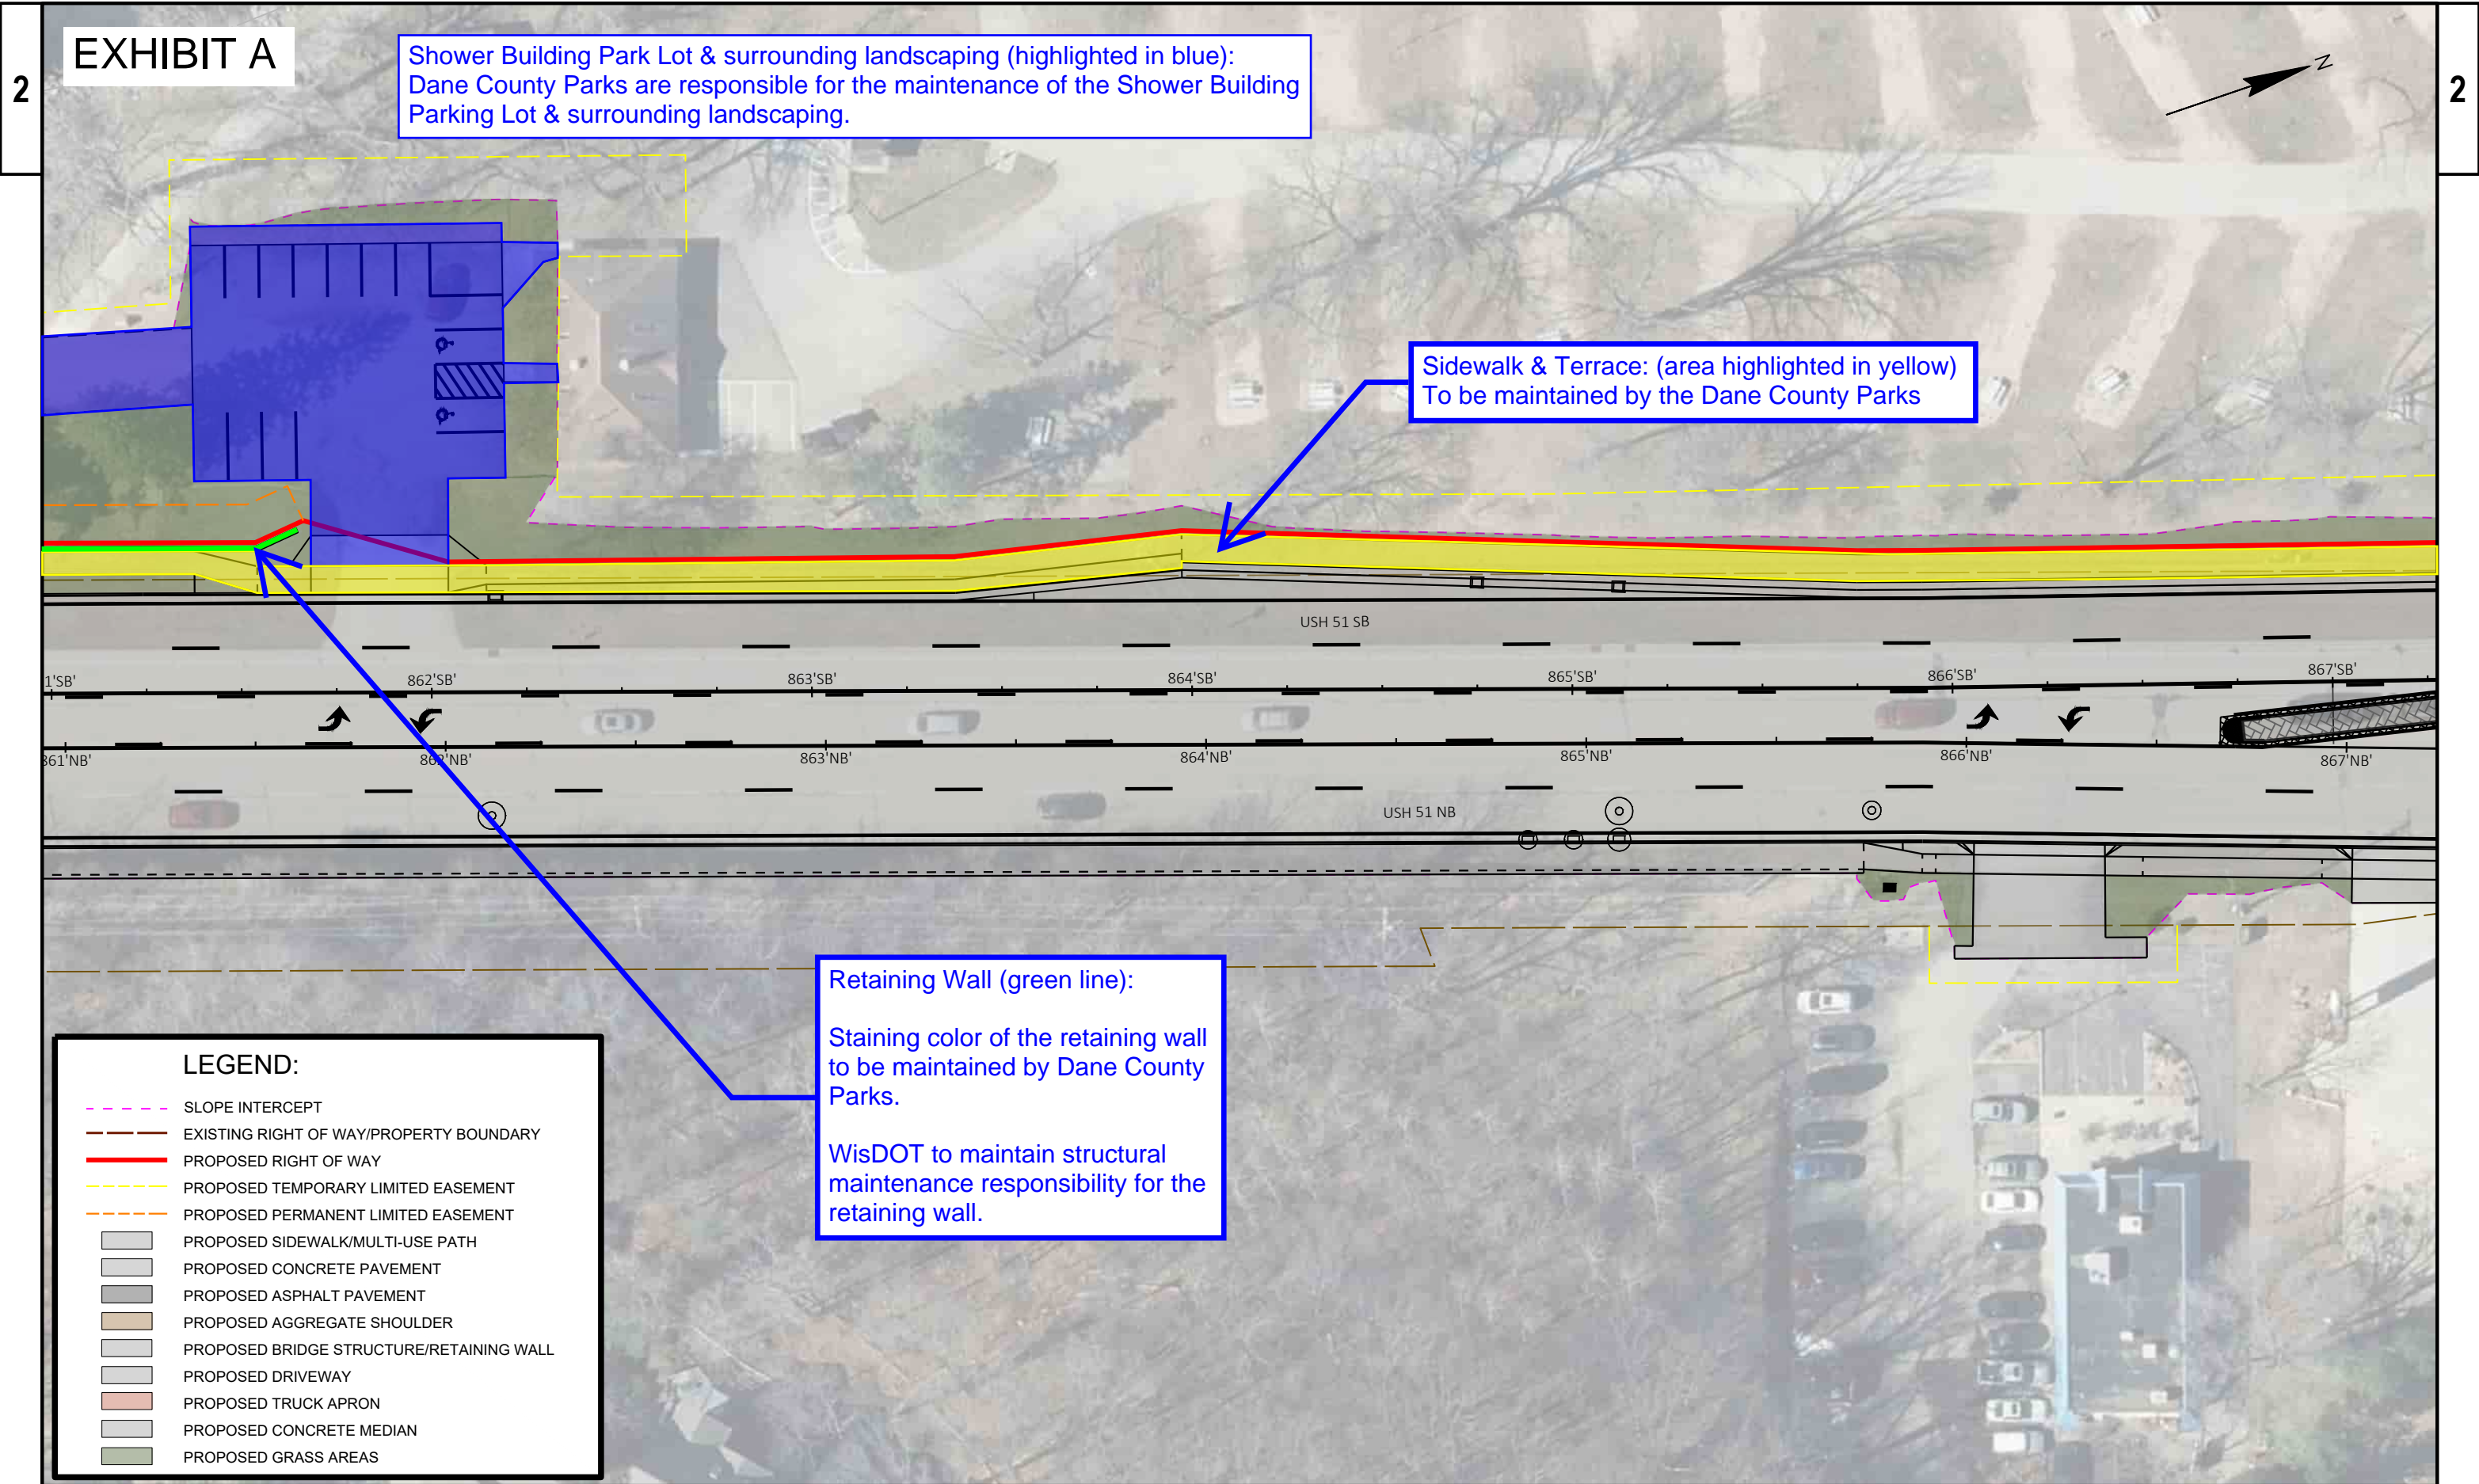 2
EXHIBIT A
2
Shower Building Park Lot & surrounding landscaping (highlighted in blue):
Dane County Parks are responsible for the maintenance of the Shower Building
Parking Lot & surrounding landscaping.
N
Sidewalk & Terrace: (area highlighted in yellow)
To be maintained by the Dane County Parks
USH 51 SB
1'SB'
862'SB'
863'SB'
864'SB'
865'SB'
866'SB'
867'SB'
861'NB'
862'NB'
863'NB'
864'NB'
865'NB'
866'NB'
867'NB'
USH 51 NB
Retaining Wall (green line):
Staining color of the retaining wall
to be maintained by Dane County
Parks.
WisDOT to maintain structural
maintenance responsibility for the
retaining wall.
LEGEND:
SLOPE INTERCEPT
EXISTING RIGHT OF WAY/PROPERTY BOUNDARY
PROPOSED RIGHT OF WAY
PROPOSED TEMPORARY LIMITED EASEMENT
PROPOSED PERMANENT LIMITED EASEMENT
PROPOSED SIDEWALK/MULTI-USE PATH
PROPOSED CONCRETE PAVEMENT
PROPOSED ASPHALT PAVEMENT
PROPOSED AGGREGATE SHOULDER
PROPOSED BRIDGE STRUCTURE/RETAINING WALL
PROPOSED DRIVEWAY
PROPOSED TRUCK APRON
PROPOSED CONCRETE MEDIAN
PROPOSED GRASS AREAS